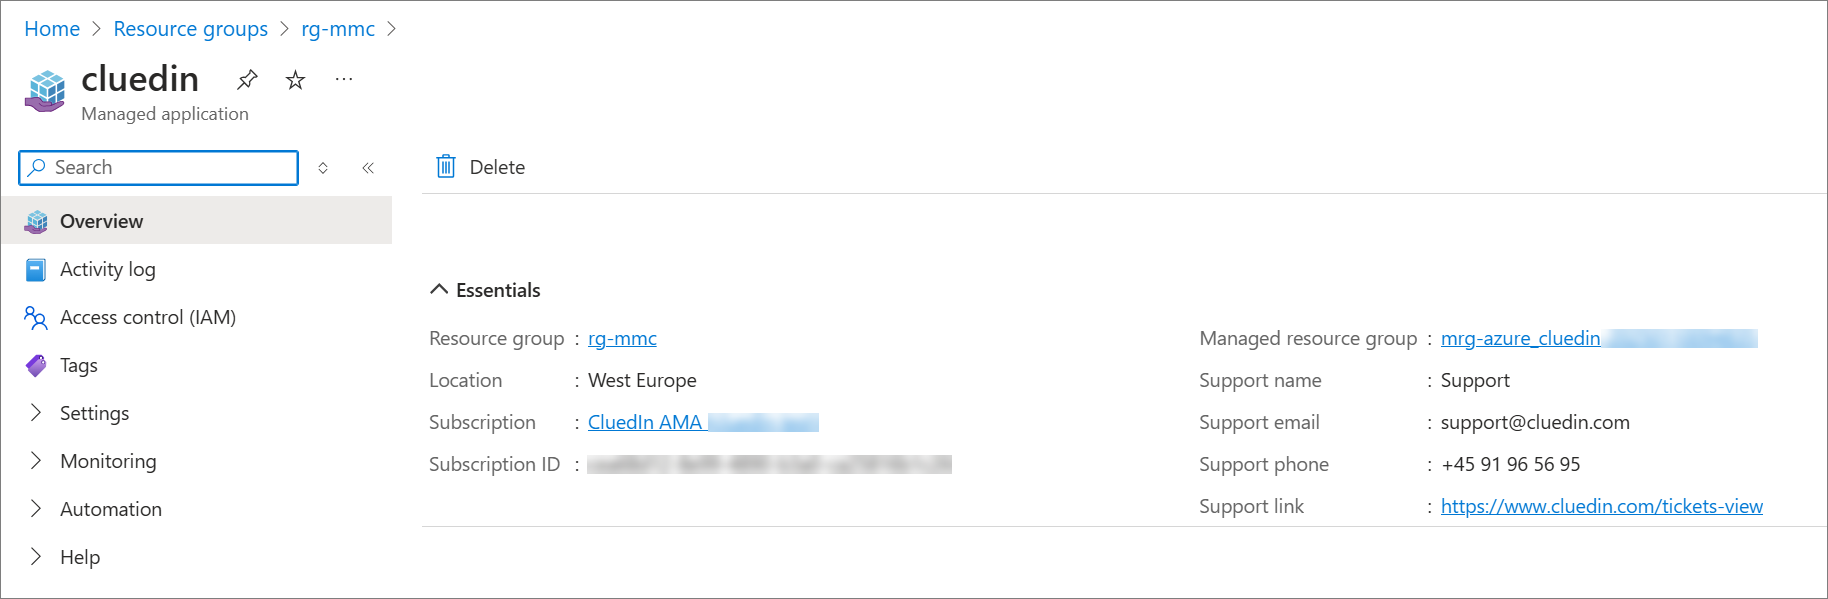 Home > Resource groups > rg-mmc >
cluedin
Managed application
Search
Delete
Overview
Activity log
Access control (IAM)
Tags
Settings
Monitoring
Automation
Help
Essentials
Resource group : rg-mmc
Location : West Europe
Subscription : CluedIn AMA
Subscription ID :
Managed resource group : mrg-azure_cluedin
Support name : Support
Support email : support@cluedin.com
Support phone : +45 91 96 56 95
Support link : https://www.cluedin.com/tickets-view